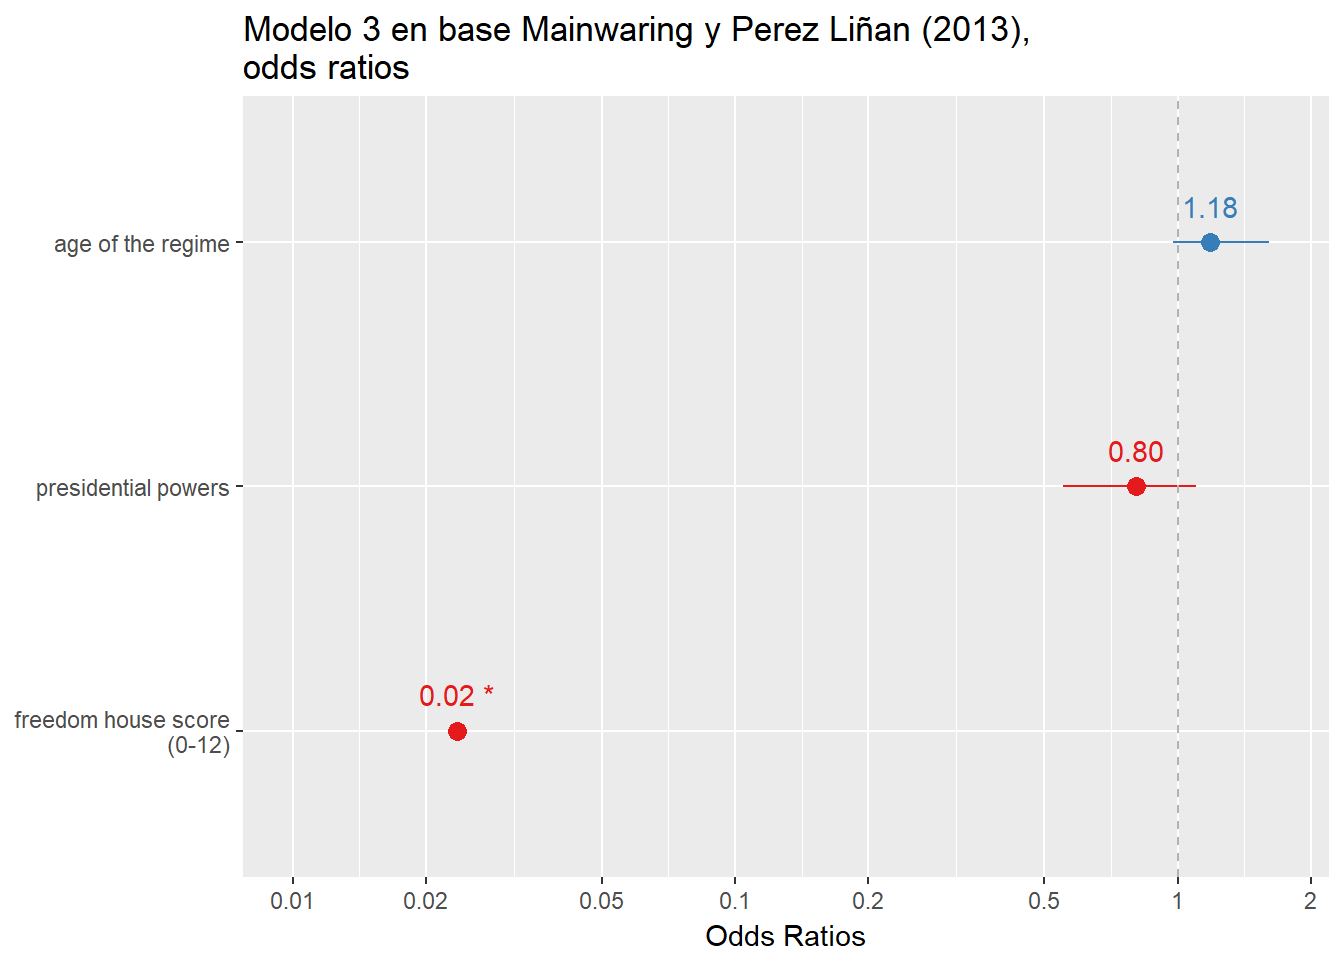 Modelo 3 en base Mainwaring y Perez Liñan (2013),
odds ratios
1.18
age of the regime
0.80
presidential powers
0.02 *
freedom house score
(0-12)
0.01 0.02 0.05 0.1 0.2 0.5 1 2
Odds Ratios